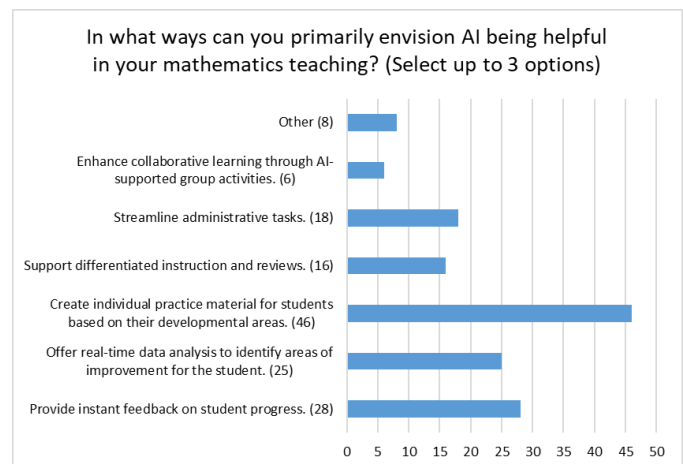 In what ways can you primarily envision AI being helpful
in your mathematics teaching? (Select up to 3 options)
Other (8)
Enhance collaborative learning through AI-
supported group activities. (6)
Streamline administrative tasks. (18)
Support differentiated instruction and reviews. (16)
Create individual practice material for students
based on their developmental areas. (46)
Offer real-time data analysis to identify areas of
improvement for the student. (25)
Provide instant feedback on student progress. (28)
0 5 10 15 20 25 30 35 40 45 50